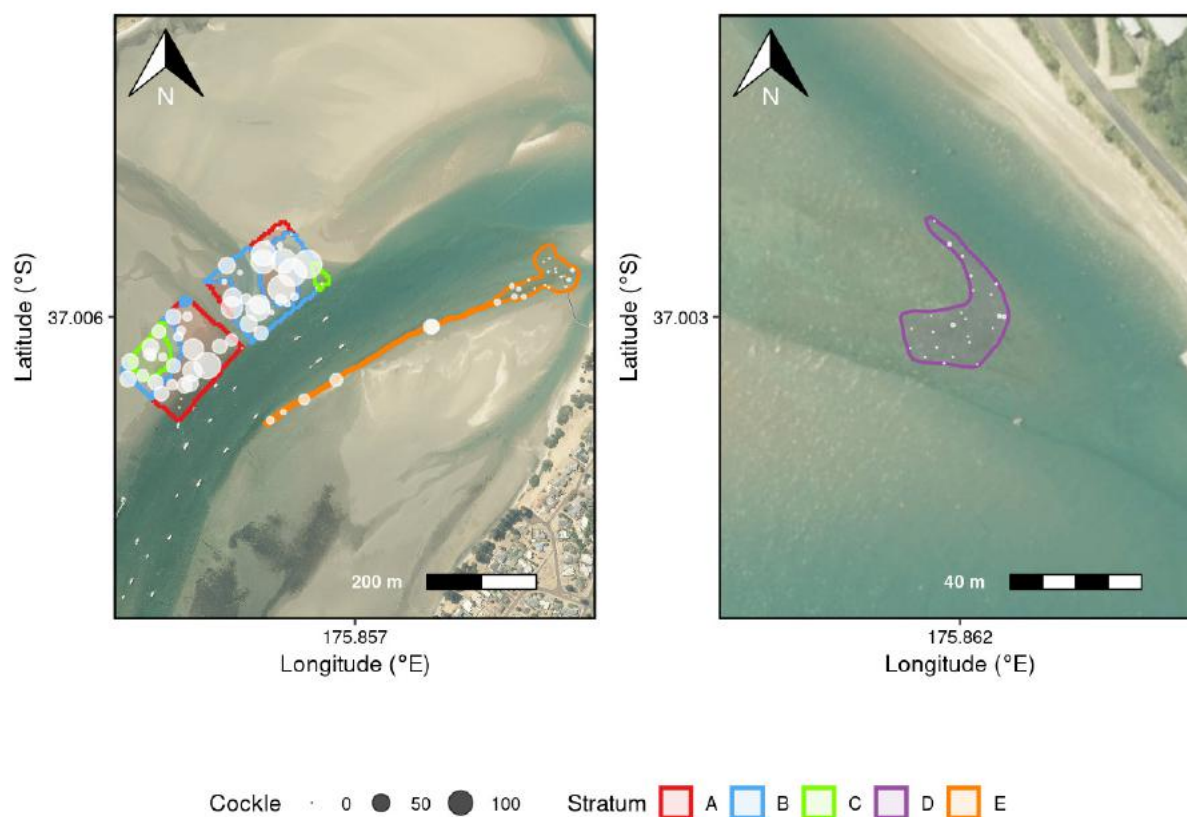 N
N
Latitude (°S)
37.006
Latitude (°S)
37.003
200 m
40 m
175.857
175.862
Longitude (°E)
Longitude (°E)
Cockle 0 50 100 Stratum A B C D E